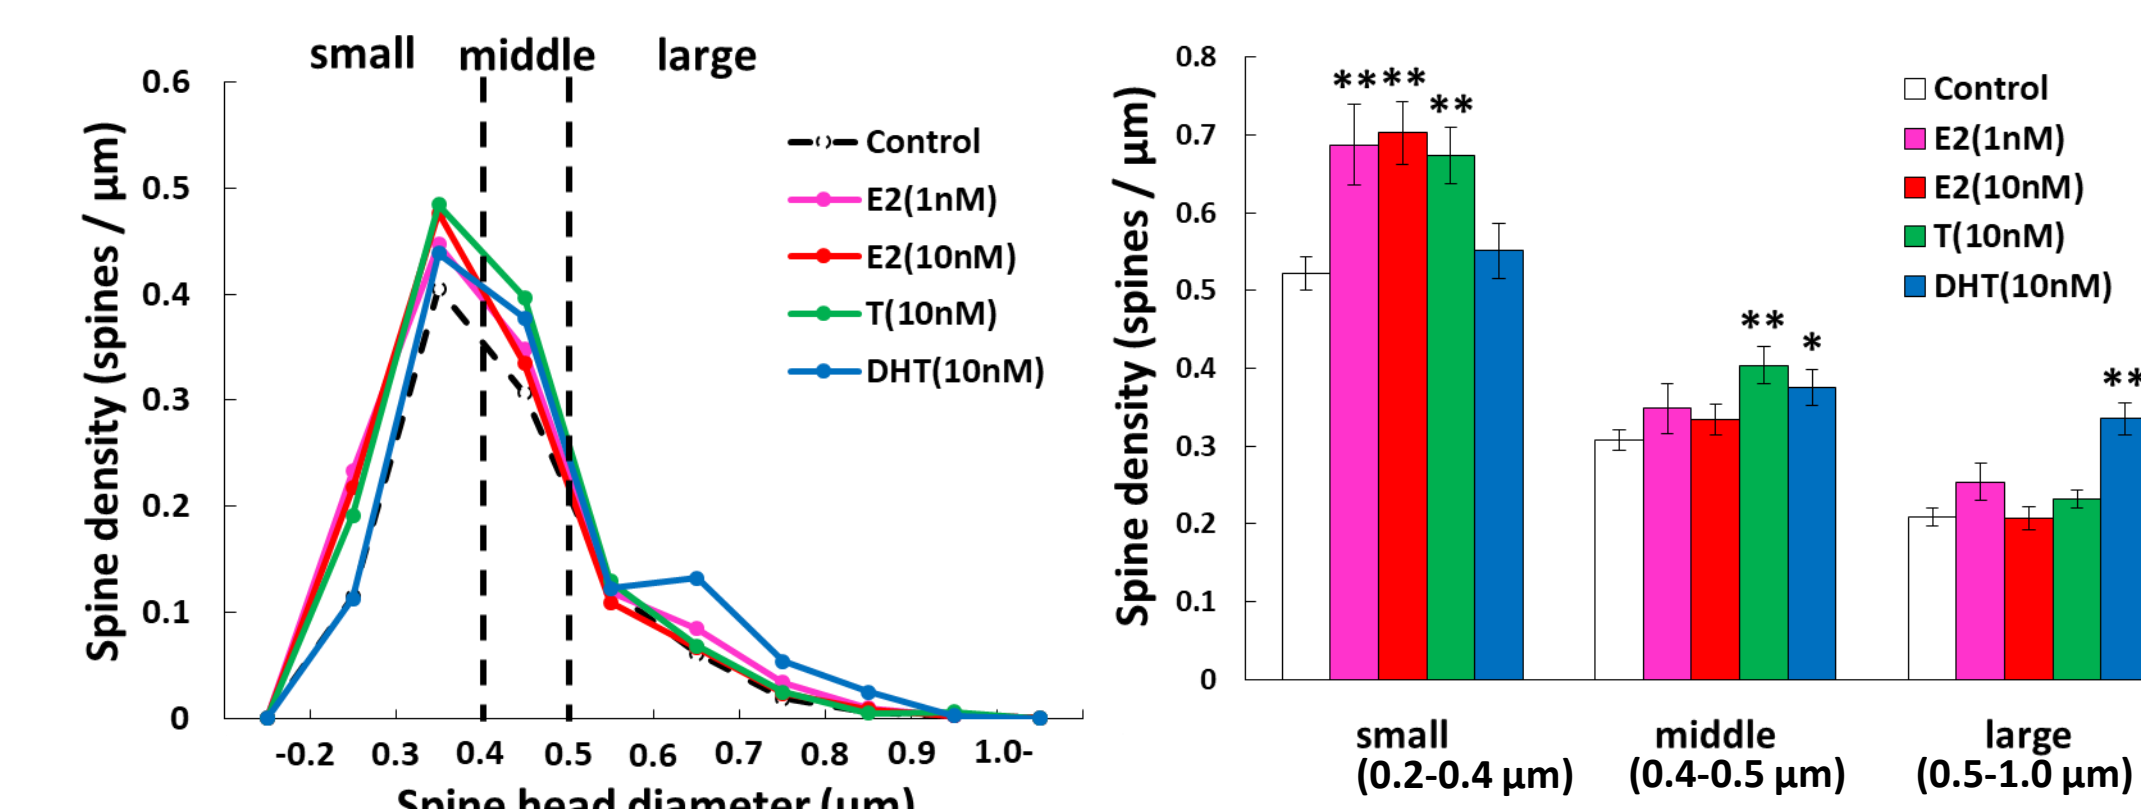 small middle large
Spine density (spines / μm)
0.6
0.5
0.4
0.3
0.2
0.1
0
Control
E2(1nM)
E2(10nM)
T(10nM)
DHT(10nM)
-0.2 0.3 0.4 0.5 0.6 0.7 0.8 0.9 1.0-
Spine head diameter (μm)
Spine density (spines / μm)
0.8
0.7
0.6
0.5
0.4
0.3
0.2
0.1
0
** **
**
**
*
**
Control
E2(1nM)
E2(10nM)
T(10nM)
DHT(10nM)
small middle large
(0.2-0.4 μm) (0.4-0.5 μm) (0.5-1.0 μm)